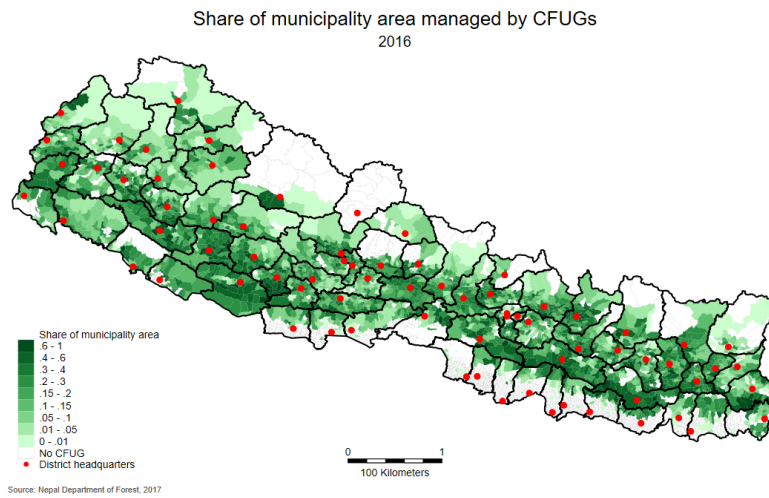 Share of municipality area managed by CFUGs
2016
Share of municipality area
.6 - 1
.4 - .6
.3 - .4
.2 - .3
.15 - .2
.1 - .15
.05 - .1
.01 - .05
0 - .01
No CFUG
District headquarters
0 1
100 Kilometers
Source: Nepal Department of Forest, 2017